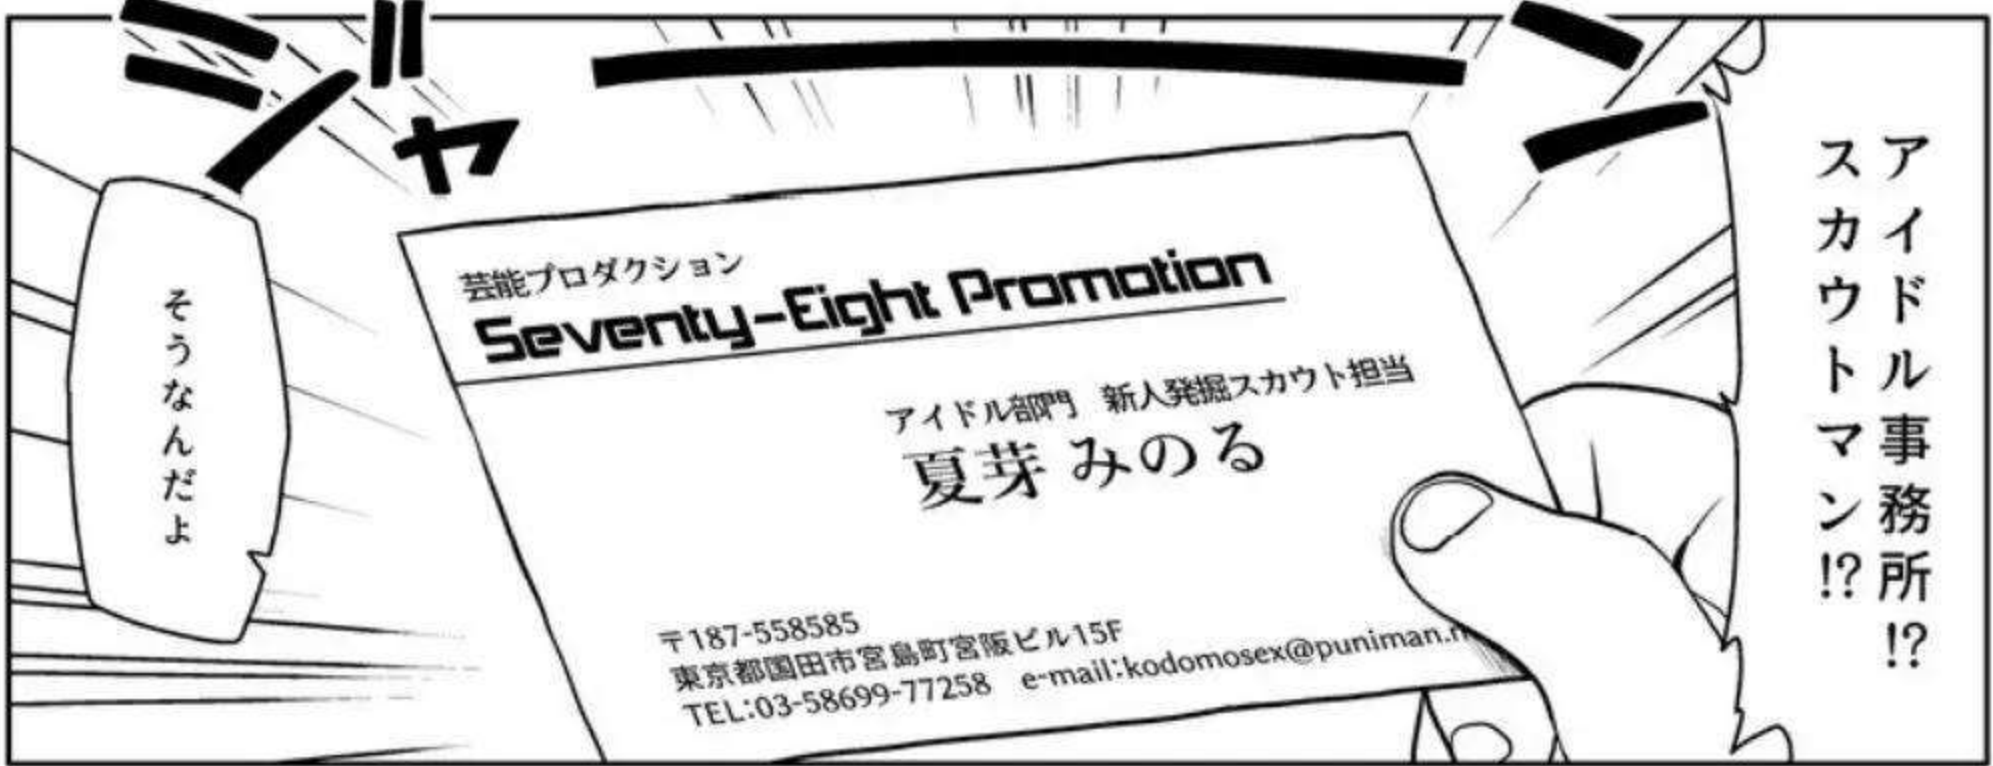 アイドル事務所!?
スカウトマン!?
ジャーン
芸能プロダクション
Seventy-Eight Promotion
アイドル部門　新人発掘スカウト担当
夏芽 みのる
〒187-558585
東京都国田市宮島町宮阪ビル15F
TEL:03-58699-77258　e-mail:kodomosex@puniman.
そうなんだよ